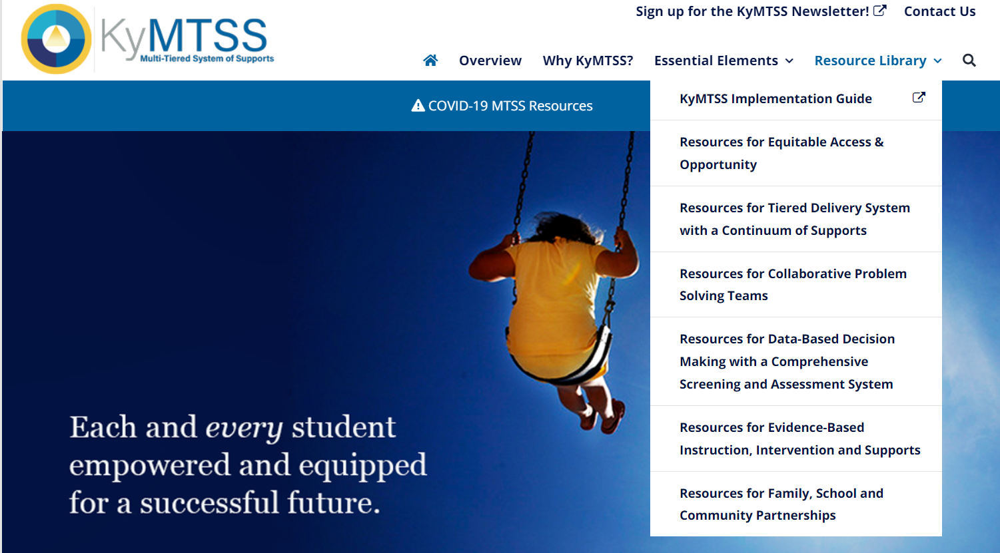 Sign up for the KyMTSS Newsletter! Contact Us
KyMTSS
Multi-Tiered System of Supports
Overview Why KyMTSS? Essential Elements Resource Library
COVID-19 MTSS Resources
KyMTSS Implementation Guide
Resources for Equitable Access &
Opportunity
Resources for Tiered Delivery System
with a Continuum of Supports
Resources for Collaborative Problem
Solving Teams
Resources for Data-Based Decision
Making with a Comprehensive
Screening and Assessment System
Resources for Evidence-Based
Instruction, Intervention and Supports
Resources for Family, School and
Community Partnerships
Each and every student
empowered and equipped
for a successful future.